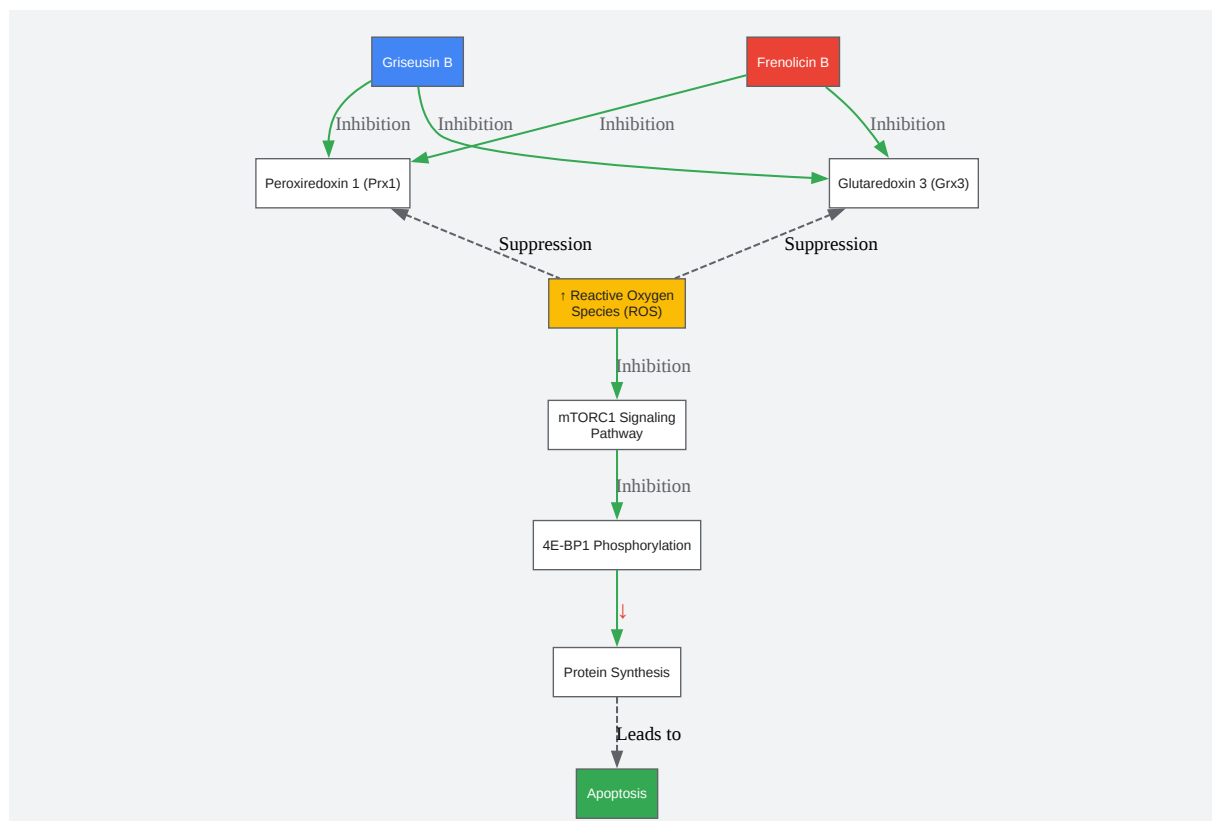 Griseusin B
Frenolicin B
Inhibition
Inhibition
Inhibition
Inhibition
Peroxiredoxin 1 (Prx1)
Glutaredoxin 3 (Grx3)
Suppression
Suppression
↑ Reactive Oxygen
Species (ROS)
Inhibition
mTORC1 Signaling
Pathway
Inhibition
4E-BP1 Phosphorylation
↓
Protein Synthesis
Leads to
Apoptosis